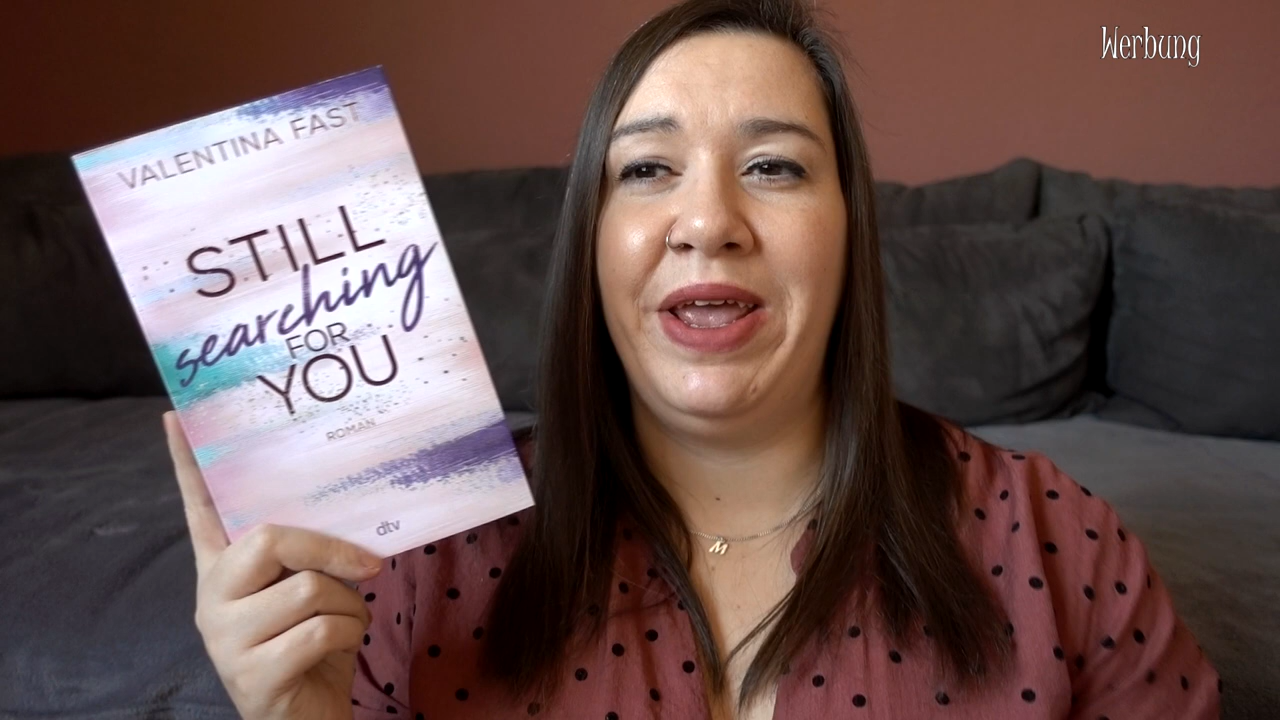 Werbung
VALENTINA FAST
STILL
searching
FOR
YOU
ROMAN
dtv
M